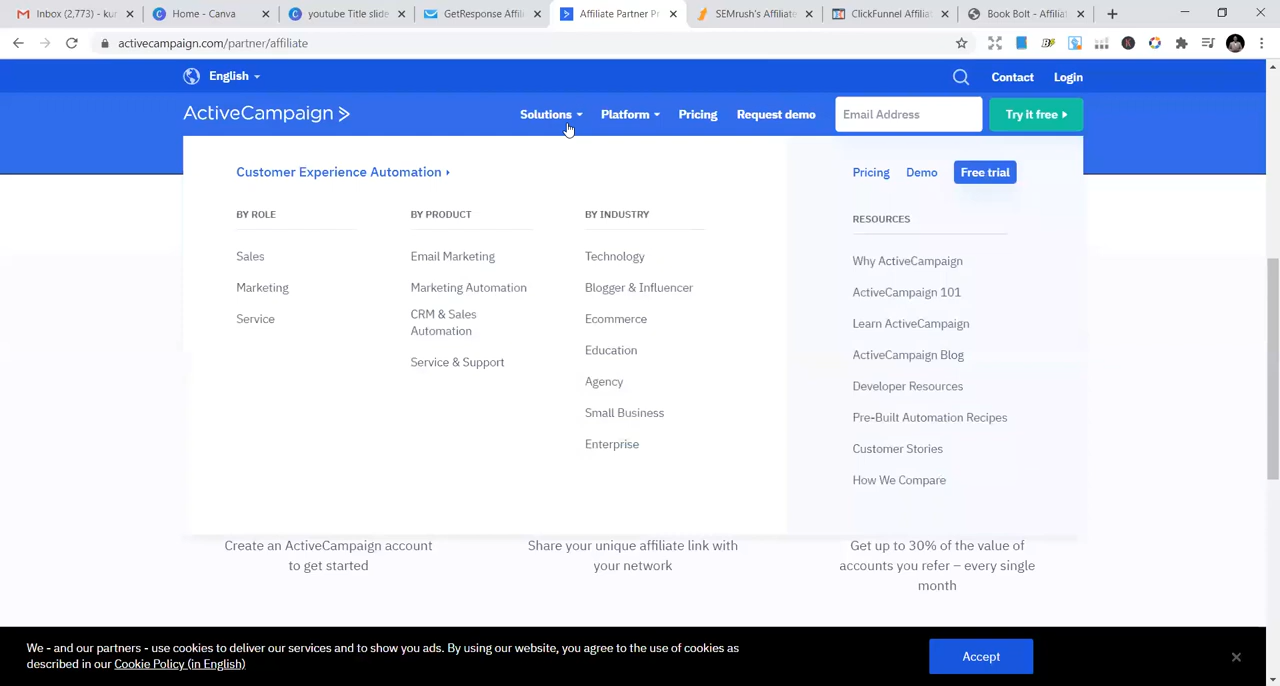 Inbox (2,773) - kur
Home - Canva
youtube Title slide
GetResponse Affili
Affiliate Partner Pr
SEMrush's Affiliate
ClickFunnel Affiliat
Book Bolt - Affiliat
activecampaign.com/partner/affiliate
English
Contact
Login
ActiveCampaign >
Solutions
Platform
Pricing
Request demo
Email Address
Try it free
Customer Experience Automation
Pricing
Demo
Free trial
BY ROLE
Sales
Marketing
Service
BY PRODUCT
Email Marketing
Marketing Automation
CRM & Sales
Automation
Service & Support
BY INDUSTRY
Technology
Blogger & Influencer
Ecommerce
Education
Agency
Small Business
Enterprise
RESOURCES
Why ActiveCampaign
ActiveCampaign 101
Learn ActiveCampaign
ActiveCampaign Blog
Developer Resources
Pre-Built Automation Recipes
Customer Stories
How We Compare
Create an ActiveCampaign account
to get started
Share your unique affiliate link with
your network
Get up to 30% of the value of
accounts you refer – every single
month
We - and our partners - use cookies to deliver our services and to show you ads. By using our website, you agree to the use of cookies as
described in our Cookie Policy (in English)
Accept